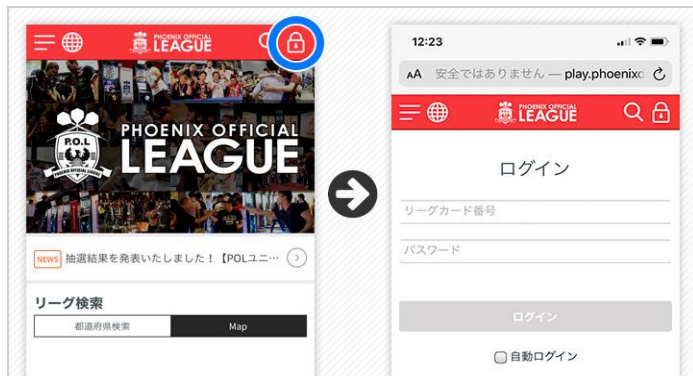 PHOENIX OFFICIAL
LEAGUE
P.O.L
PHOENIX OFFICIAL LEAGUE
PHOENIX OFFICIAL
LEAGUE
NEWS 抽選結果を発表いたしました！【POLユニ…
リーグ検索
都道府県検索 Map
12:23
AA 安全ではありません — play.phoenixd
PHOENIX OFFICIAL
LEAGUE
ログイン
リーグカード番号
パスワード
ログイン
自動ログイン